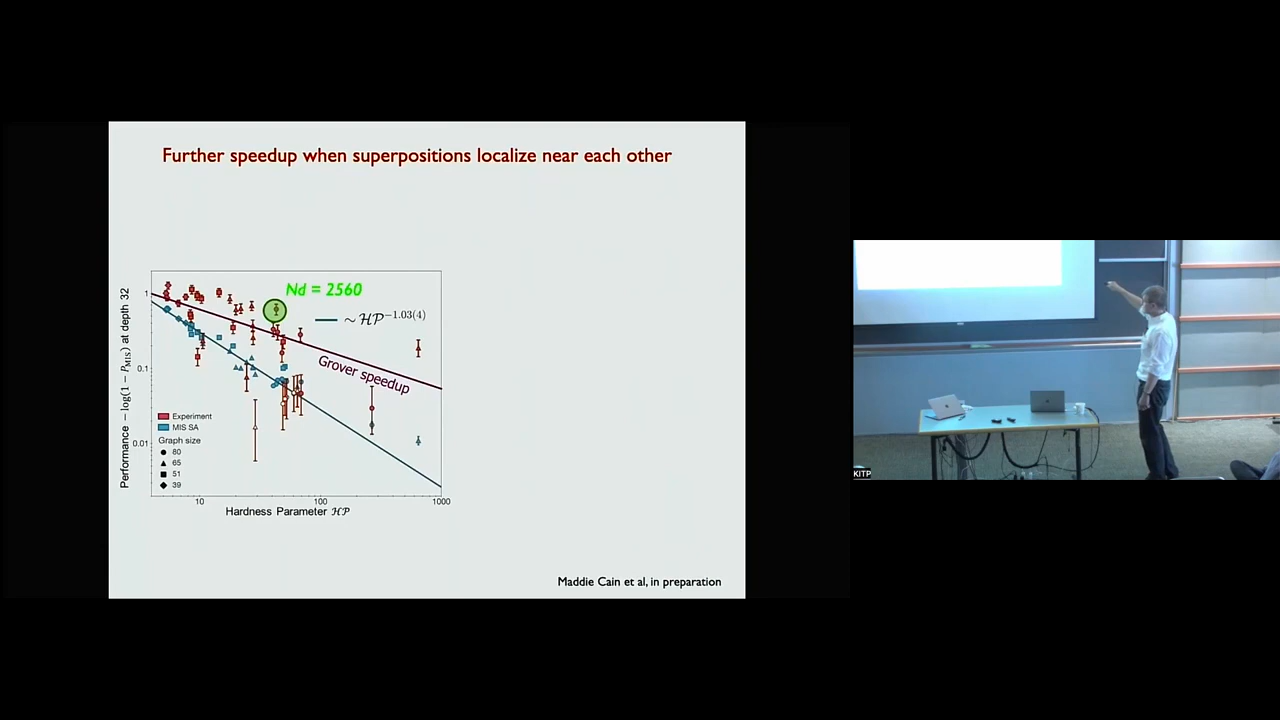 Further speedup when superpositions localize near each other
Nd = 2560
∼ HP^−1.03(4)
Grover speedup
Performance − log(1 − P_MIS) at depth 32
1
0.1
0.01
Experiment
MIS SA
Graph size
80
65
51
39
10
100
1000
Hardness Parameter HP
Maddie Cain et al, in preparation
KITP